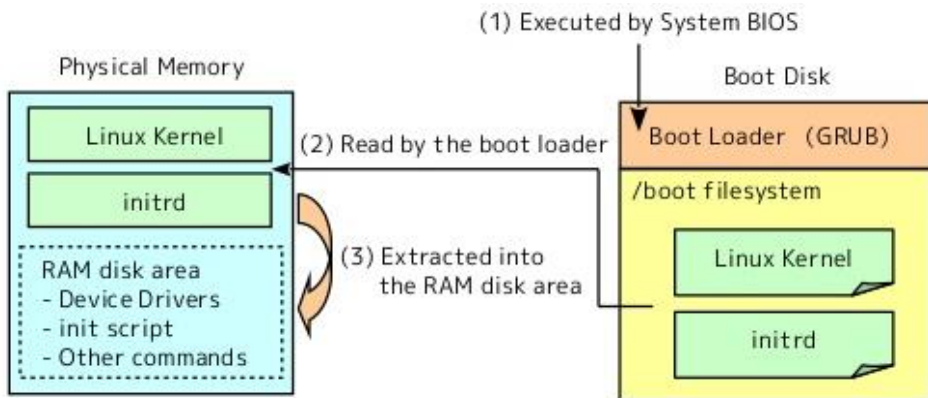 (1) Executed by System BIOS
Physical Memory
Boot Disk
Linux Kernel
initrd
(2) Read by the boot loader
Boot Loader (GRUB)
/boot filesystem
RAM disk area
- Device Drivers
- init script
- Other commands
(3) Extracted into
the RAM disk area
Linux Kernel
initrd